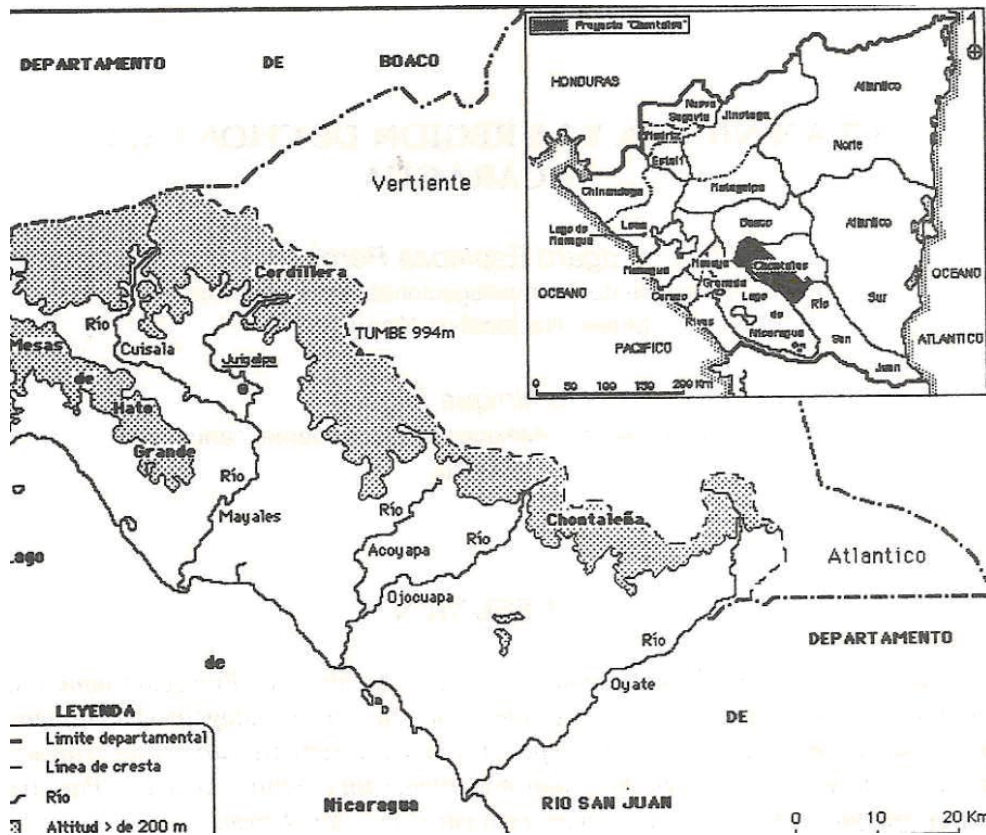 DEPARTAMENTO DE BOACO
Vertiente
Cordillera
TUMBE 994m
Río
Cuisala
Juigalpa
Mesas
de
Hato
Grande
Río
Mayales
Río
Acoyapa
Río
Ojocuapa
Chontaleña
Atlantico
Río
Oyate
DEPARTAMENTO
DE
RIO SAN JUAN
ago
de
Nicaragua
LEYENDA
Limite departamental
Línea de cresta
Río
Altitud > de 200 m
0 10 20 Km
Proyecto "Chontales"
HONDURAS
Nueva
Segovia
Jinotega
Madriz
Estelí
Atlantico
Norte
Chinandega
Matagalpa
Leon
Boaco
Atlantico
Sur
Lago de
Managua
Managua
Masaya
Granada
Chontales
Carazo
Rivas
Lago
de
Nicaragua
Río
San
Juan
OCEANO
PACIFICO
OCEANO
ATLANTICO
0 50 100 150 200 Km